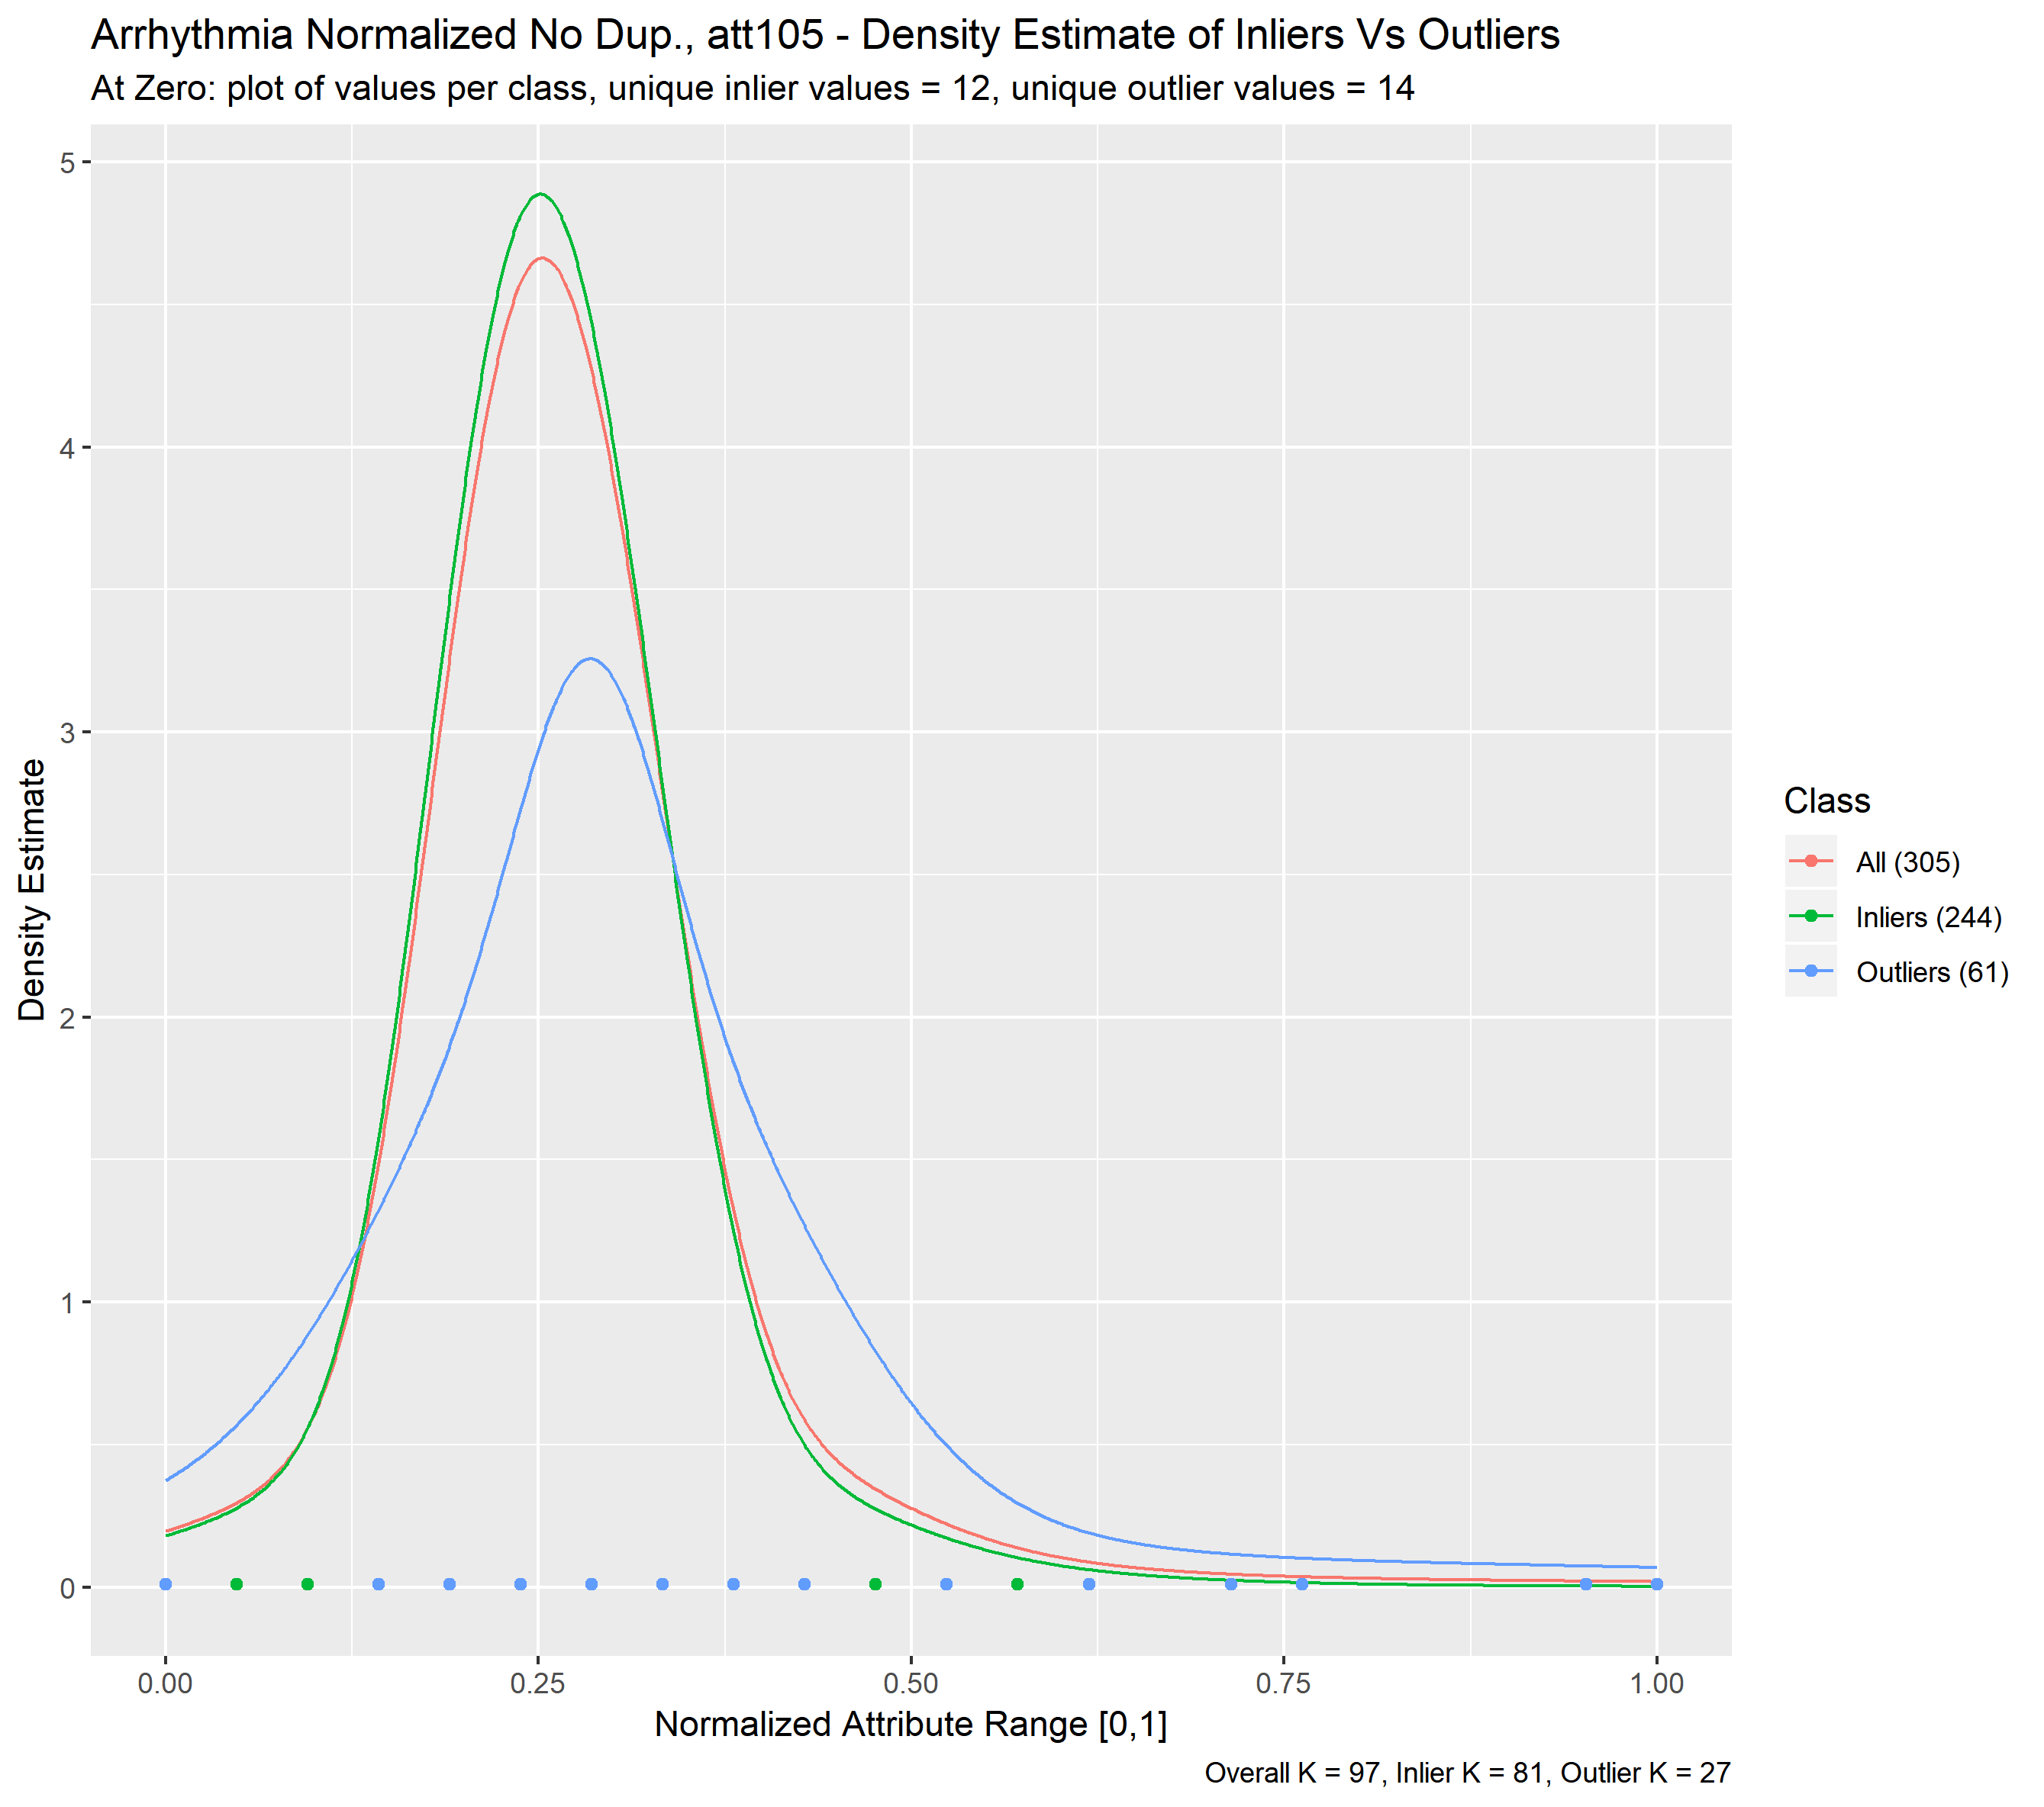 Arrhythmia Normalized No Dup., att105 - Density Estimate of Inliers Vs Outliers
At Zero: plot of values per class, unique inlier values = 12, unique outlier values = 14
5
4
3
2
1
0
Density Estimate
0.00 0.25 0.50 0.75 1.00
Normalized Attribute Range [0,1]
Class
All (305)
Inliers (244)
Outliers (61)
Overall K = 97, Inlier K = 81, Outlier K = 27